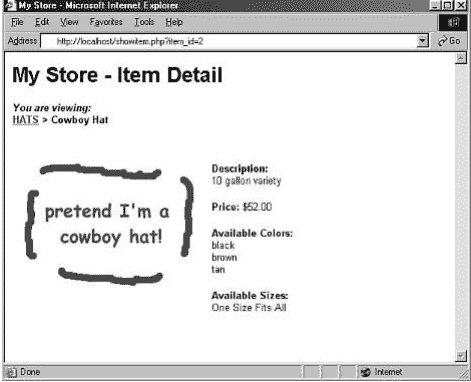 My Store - Microsoft Internet Explorer
File Edit View Favorites Tools Help
Address http://localhost/showitem.php?item_id=2 Go
My Store - Item Detail
You are viewing:
HATS > Cowboy Hat
pretend I'm a
cowboy hat!
Description:
10 gallon variety
Price: $52.00
Available Colors:
black
brown
tan
Available Sizes:
One Size Fits All
Done Internet